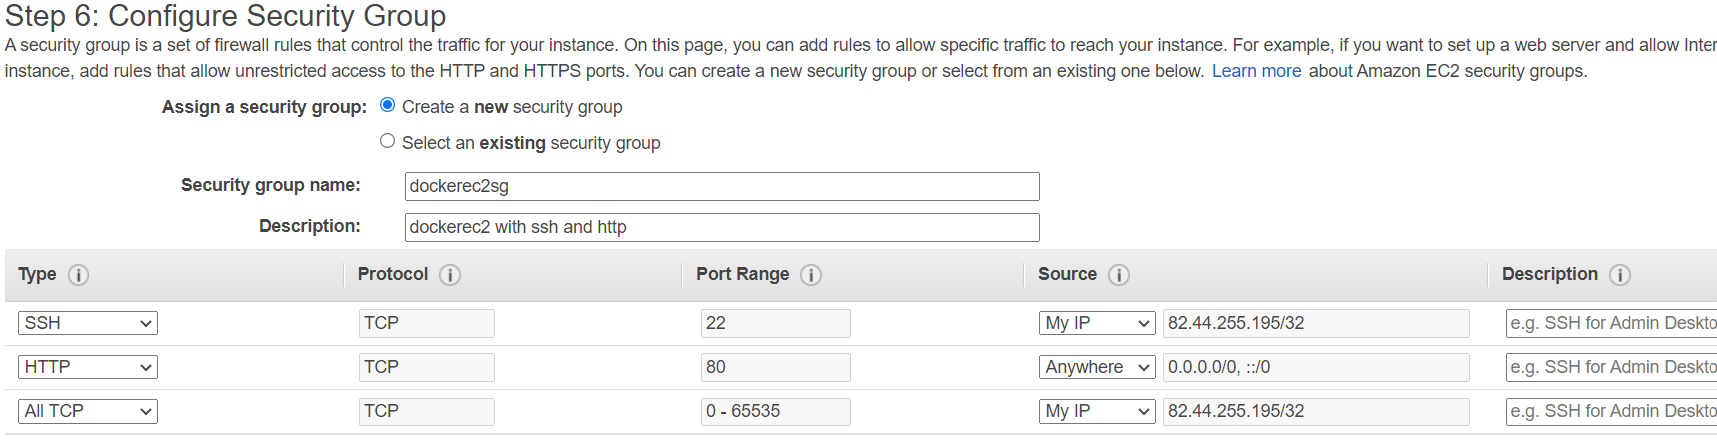 Step 6: Configure Security Group
A security group is a set of firewall rules that control the traffic for your instance. On this page, you can add rules to allow specific traffic to reach your instance. For example, if you want to set up a web server and allow Inter
instance, add rules that allow unrestricted access to the HTTP and HTTPS ports. You can create a new security group or select from an existing one below. Learn more about Amazon EC2 security groups.
Assign a security group: Create a new security group
Select an existing security group
Security group name: dockerec2sg
Description: dockerec2 with ssh and http
Type i Protocol i Port Range i Source i Description i
SSH TCP 22 My IP 82.44.255.195/32 e.g. SSH for Admin Deskto
HTTP TCP 80 Anywhere 0.0.0.0/0, ::/0 e.g. SSH for Admin Deskto
All TCP TCP 0 - 65535 My IP 82.44.255.195/32 e.g. SSH for Admin Deskto